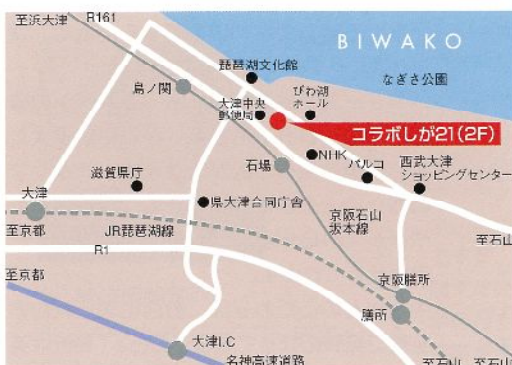 至浜大津
R161
BIWAKO
琵琶湖文化館
なぎさ公園
島ノ関
びわ湖
ホール
大津中央
郵便局
コラボしが21(2F)
石場
NHK
パルコ
西武大津
ショッピングセンター
滋賀県庁
大津
県大津合同庁舎
京阪石山
坂本線
至京都
JR琵琶湖線
至石山
R1
至京都
京阪膳所
膳所
大津I.C
名神高速道路
至石山
至石山